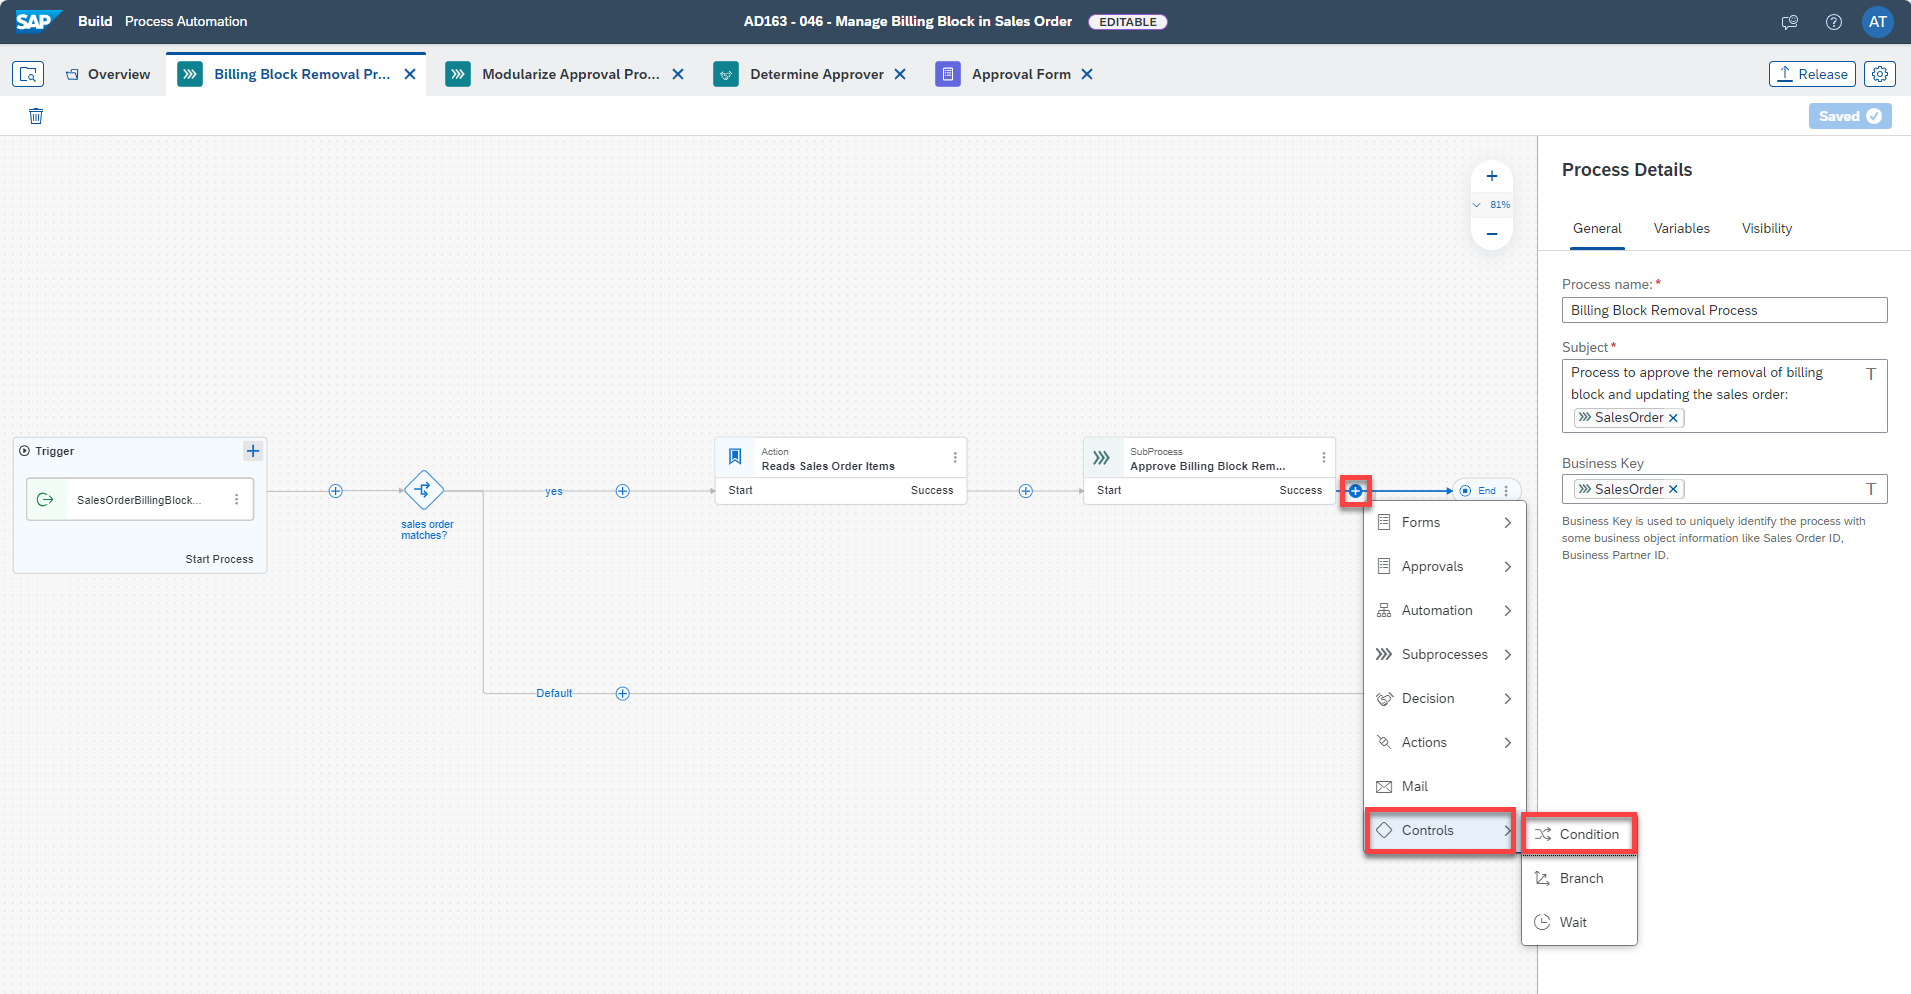 SAP Build Process Automation
AD163 - 046 - Manage Billing Block in Sales Order EDITABLE
AT
Overview
Billing Block Removal Pr...
Modularize Approval Pro...
Determine Approver
Approval Form
Release
Saved
81%
Trigger
SalesOrderBillingBlock...
Start Process
sales order
matches?
yes
Default
Action
Reads Sales Order Items
Start Success
SubProcess
Approve Billing Block Rem...
Start Success
End
Forms
Approvals
Automation
Subprocesses
Decision
Actions
Mail
Controls
Condition
Branch
Wait
Process Details
General Variables Visibility
Process name: *
Billing Block Removal Process
Subject *
Process to approve the removal of billing
block and updating the sales order:
SalesOrder
Business Key
SalesOrder
Business Key is used to uniquely identify the process with
some business object information like Sales Order ID,
Business Partner ID.